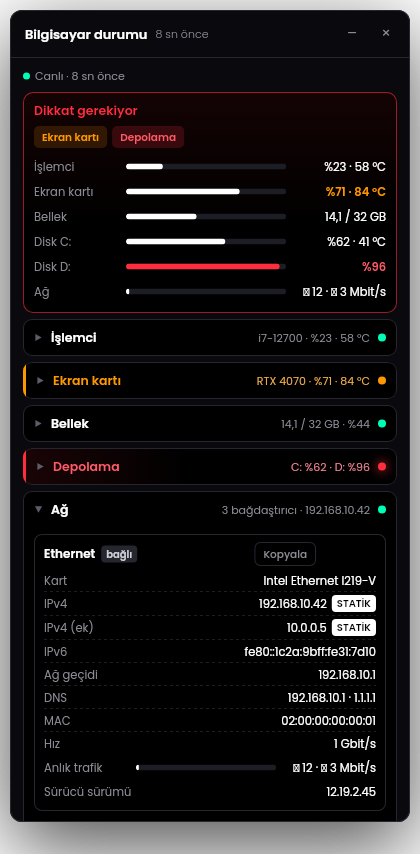 Bilgisayar durumu 8 sn önce
Canlı · 8 sn önce
Dikkat gerekiyor
Ekran kartı Depolama
İşlemci %23 · 58 °C
Ekran kartı %71 · 84 °C
Bellek 14,1 / 32 GB
Disk C: %62 · 41 °C
Disk D: %96
Ağ 12 · 3 Mbit/s
İşlemci i7-12700 · %23 · 58 °C
Ekran kartı RTX 4070 · %71 · 84 °C
Bellek 14,1 / 32 GB · %44
Depolama C: %62 · D: %96
Ağ 3 bağdaştırıcı · 192.168.10.42
Ethernet bağlı Kopyala
Kart Intel Ethernet I219-V
IPv4 192.168.10.42 STATİK
IPv4 (ek) 10.0.0.5 STATİK
IPv6 fe80::1c2a:9bff:fe31:7d10
Ağ geçidi 192.168.10.1
DNS 192.168.10.1 · 1.1.1.1
MAC 02:00:00:00:00:01
Hız 1 Gbit/s
Anlık trafik 12 · 3 Mbit/s
Sürücü sürümü 12.19.2.45